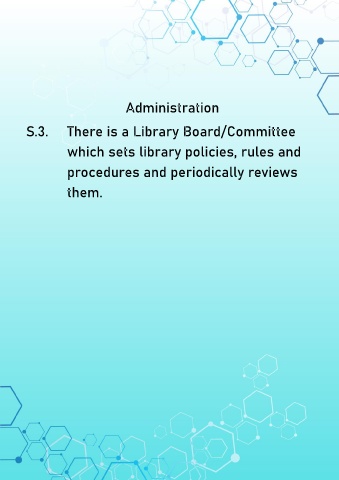 Administration
S.3. There is a Library Board/Committee
which sets library policies, rules and
procedures and periodically reviews
them.